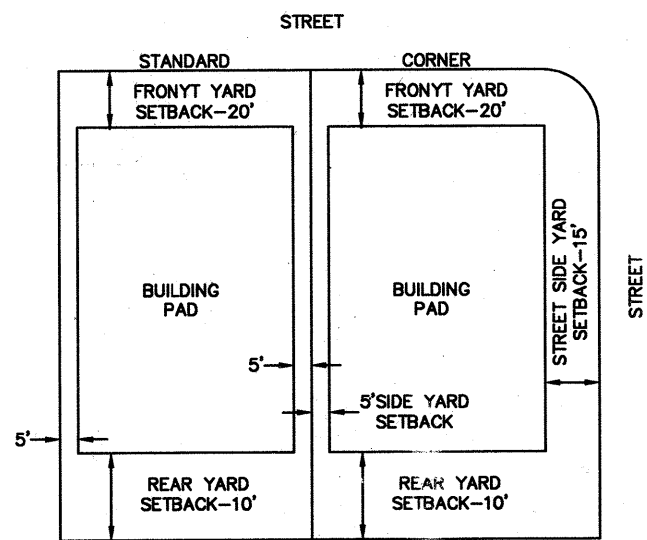 STREET
STANDARD
CORNER
FRONYT YARD
SETBACK-20'
FRONYT YARD
SETBACK-20'
BUILDING
PAD
BUILDING
PAD
STREET SIDE YARD
SETBACK-15'
STREET
5'
5'SIDE YARD
SETBACK
5'
REAR YARD
SETBACK-10'
REAR YARD
SETBACK-10'